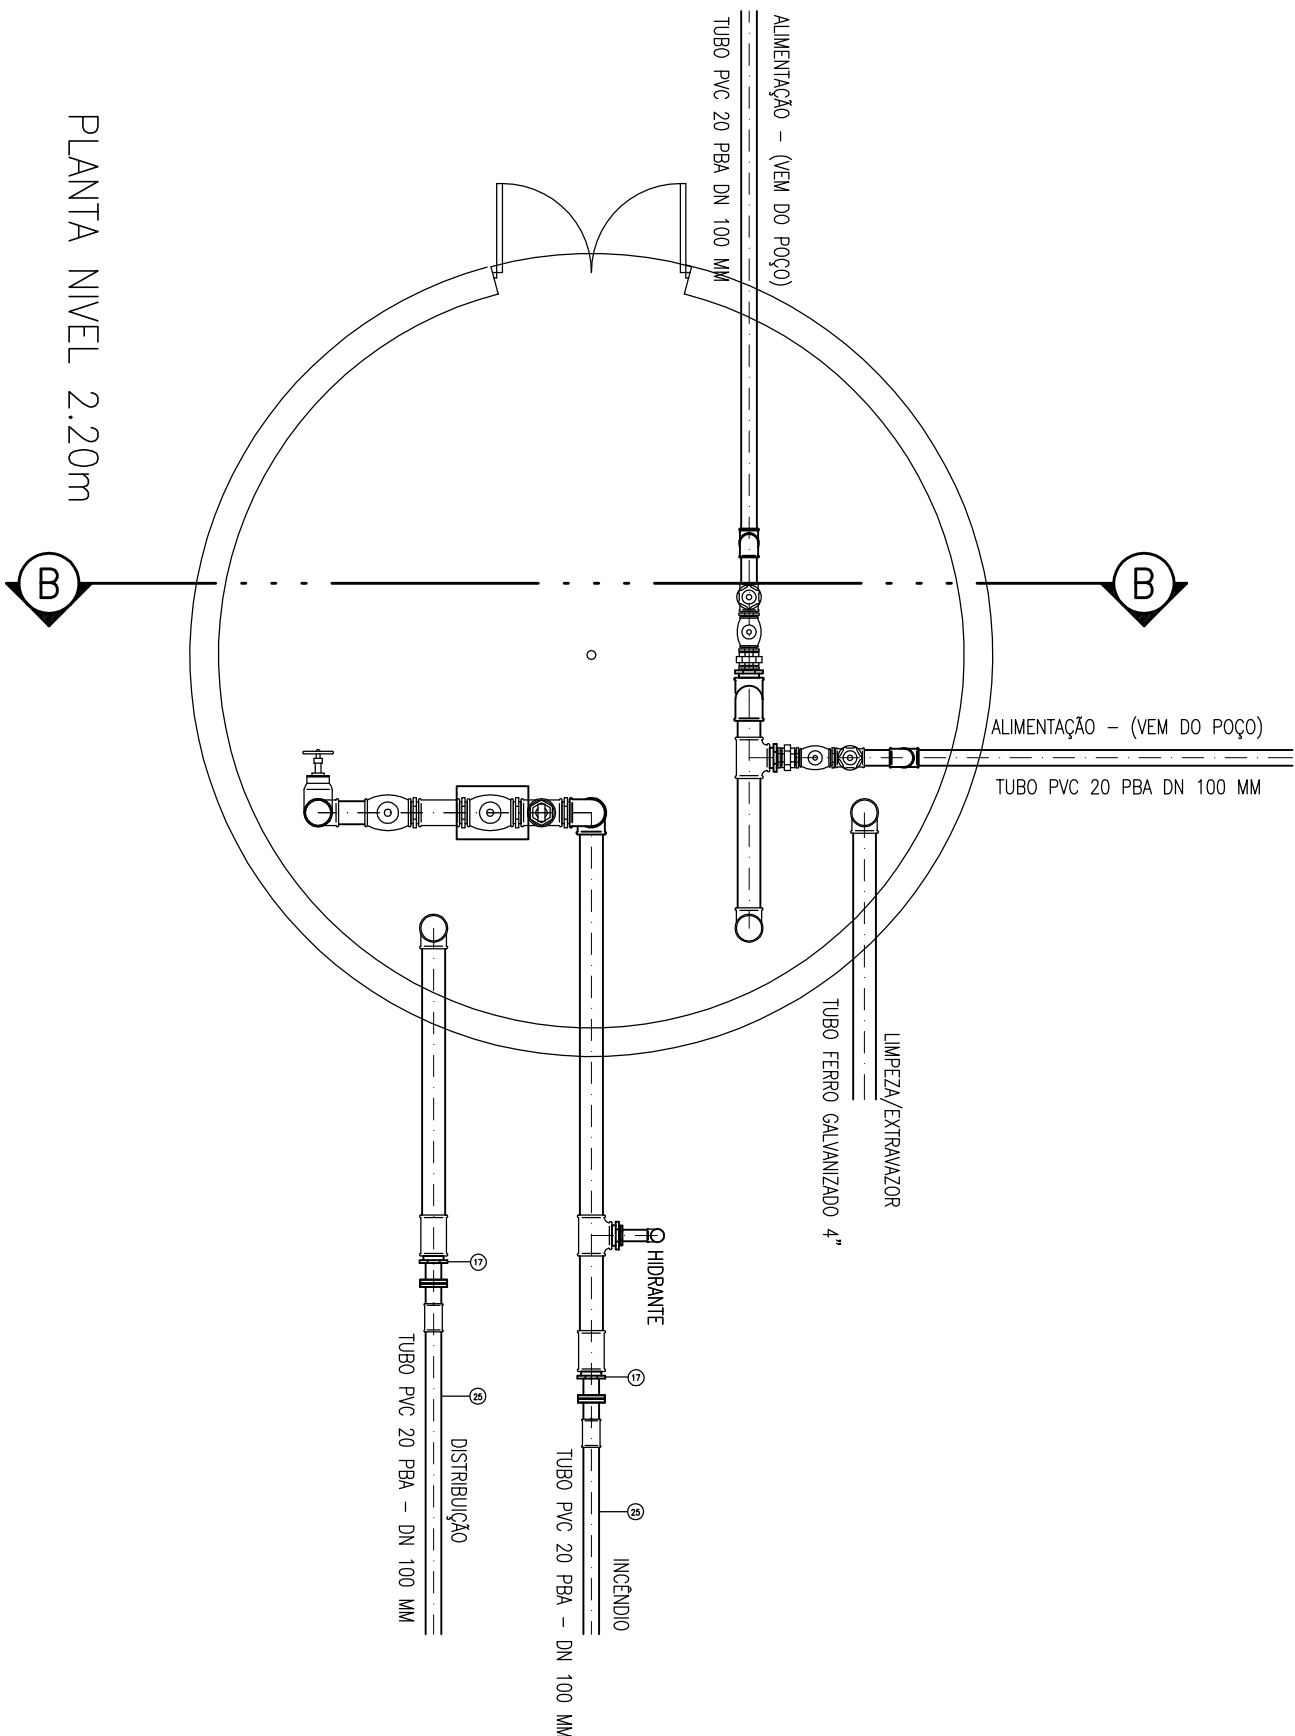 ALIMENTAÇÃO - (VEM DO POÇO)
TUBO PVC 20 PBA DN 100 MM
PLANTA NIVEL 2.20m
B
B
ALIMENTAÇÃO - (VEM DO POÇO)
TUBO PVC 20 PBA DN 100 MM
LIMPEZA/EXTRAVAZOR
TUBO FERRO GALVANIZADO 4"
HIDRANTE
17
17
25
25
DISTRIBUIÇÃO
TUBO PVC 20 PBA - DN 100 MM
INCÊNDIO
TUBO PVC 20 PBA - DN 100 MM